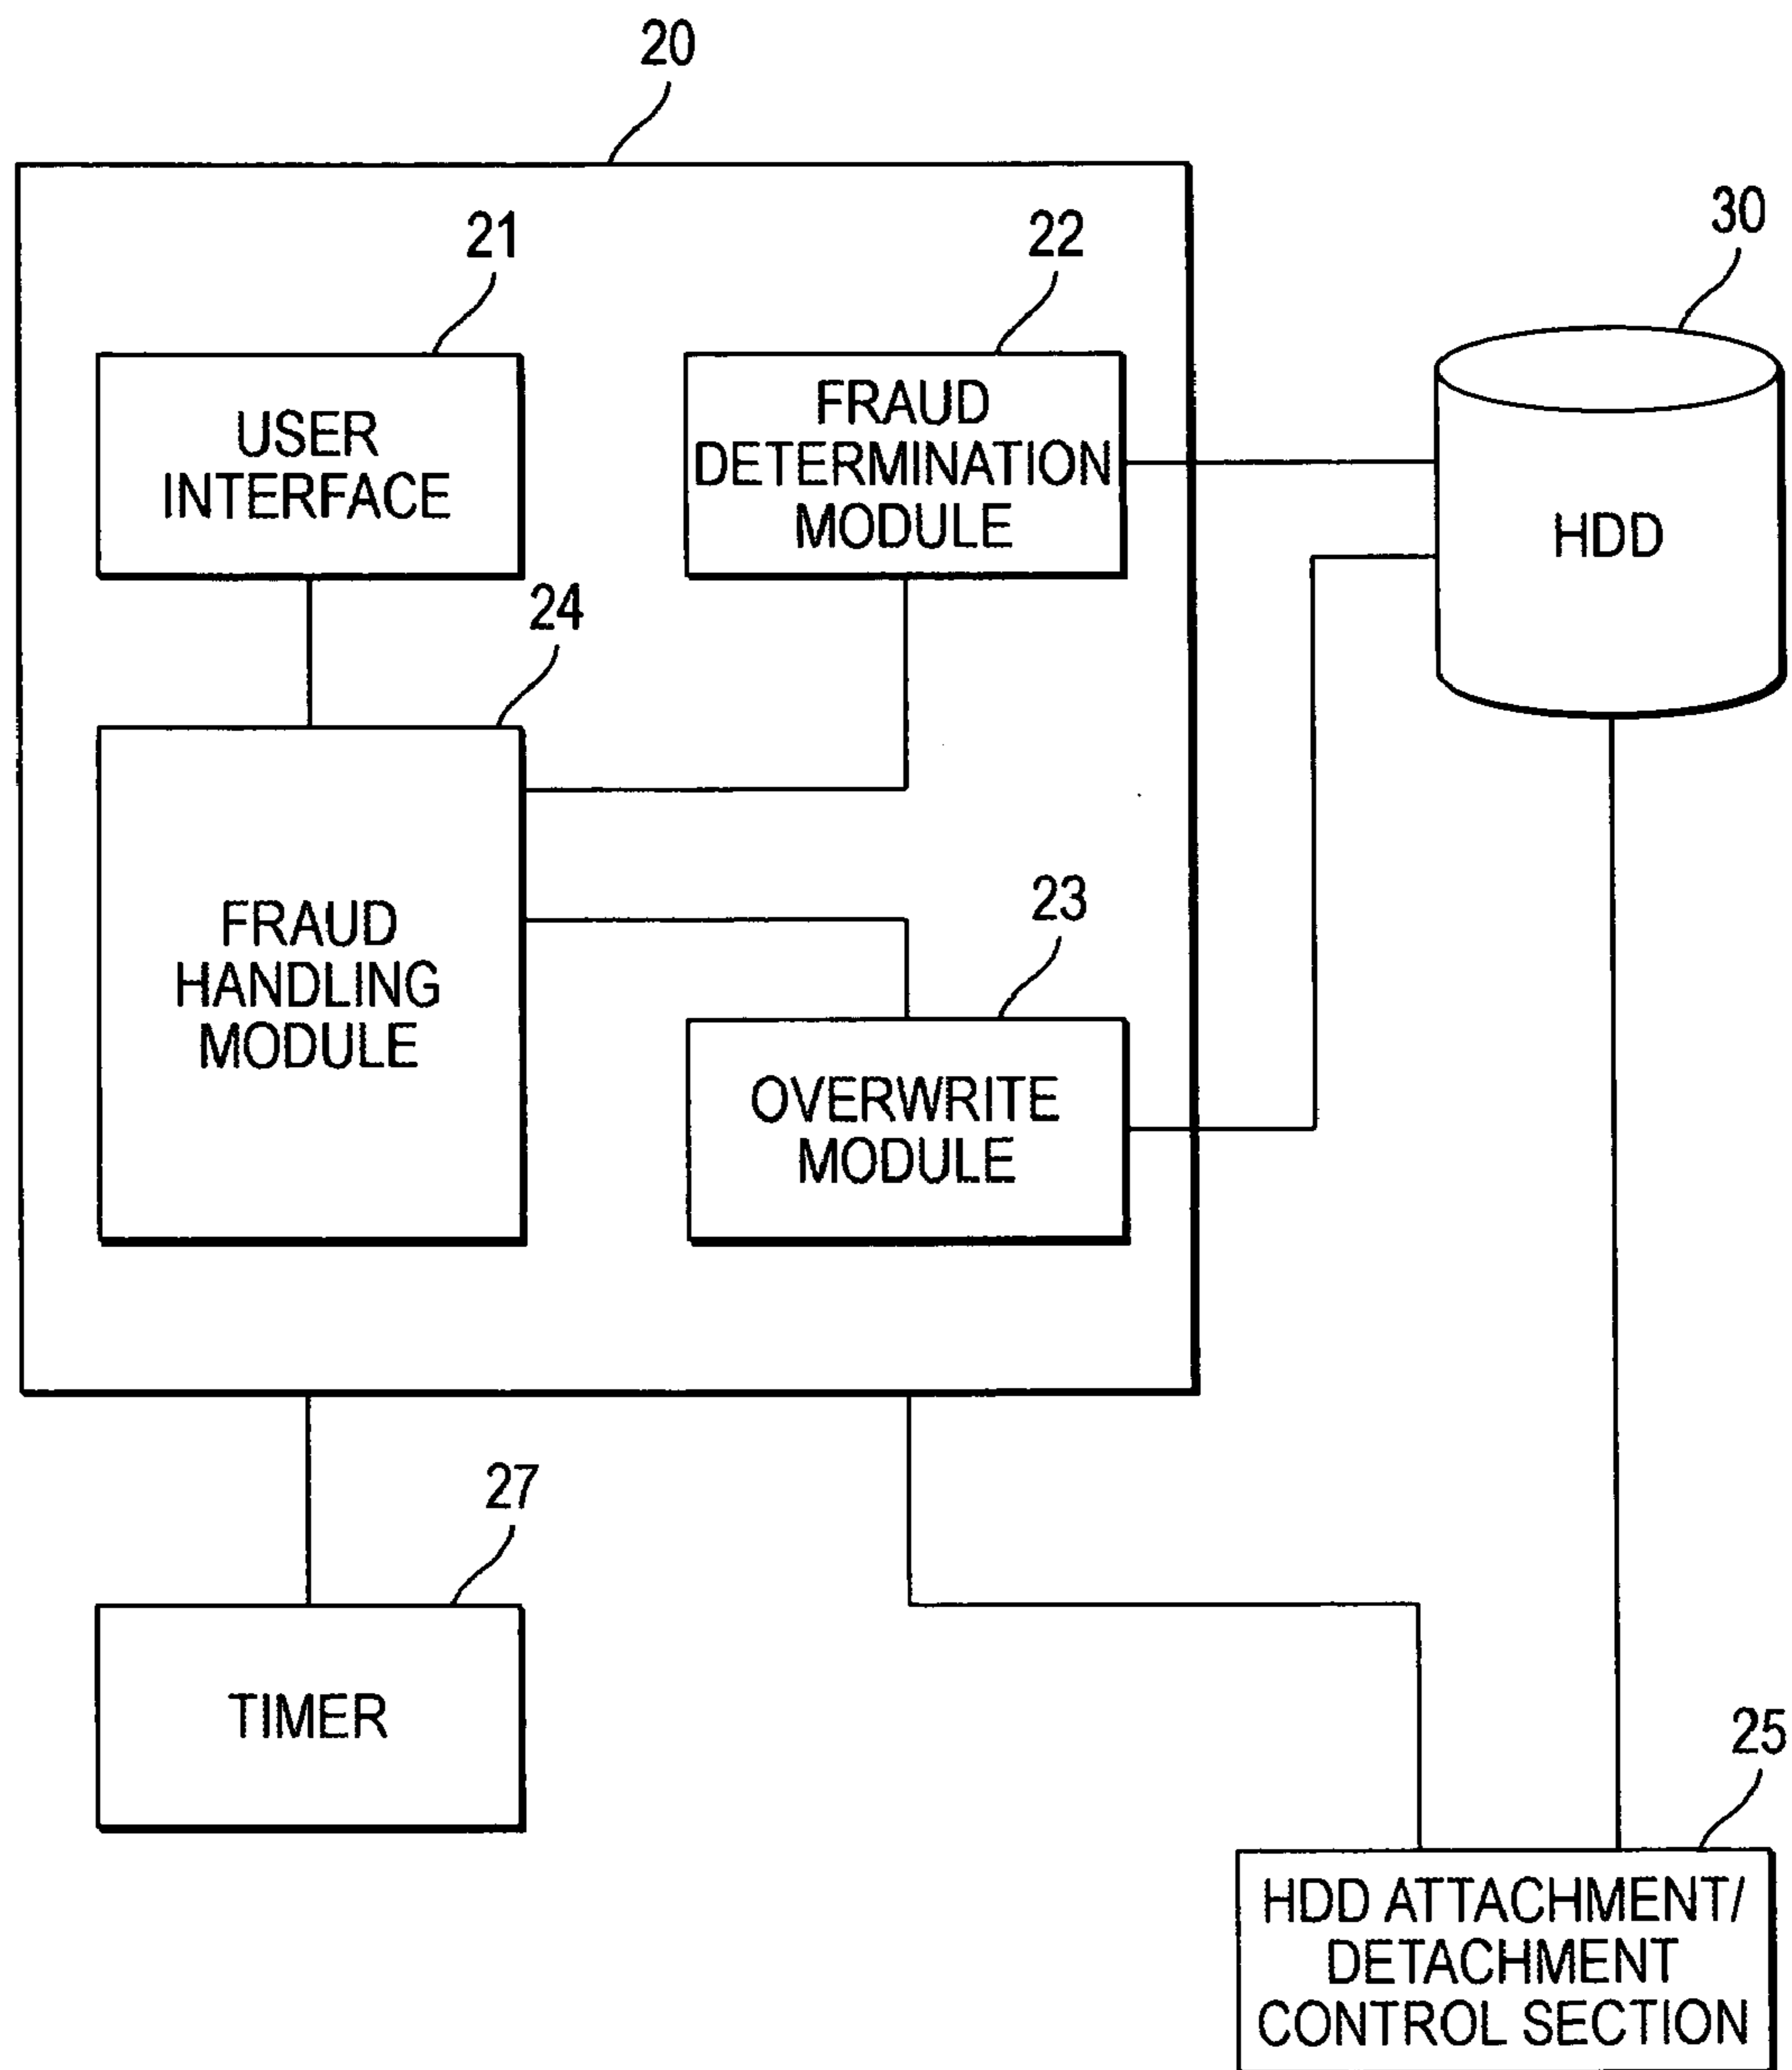 20
21
22
30
USER
INTERFACE
FRAUD
DETERMINATION
MODULE
HDD
24
FRAUD
HANDLING
MODULE
23
OVERWRITE
MODULE
27
TIMER
25
HDD ATTACHMENT/
DETACHMENT
CONTROL SECTION